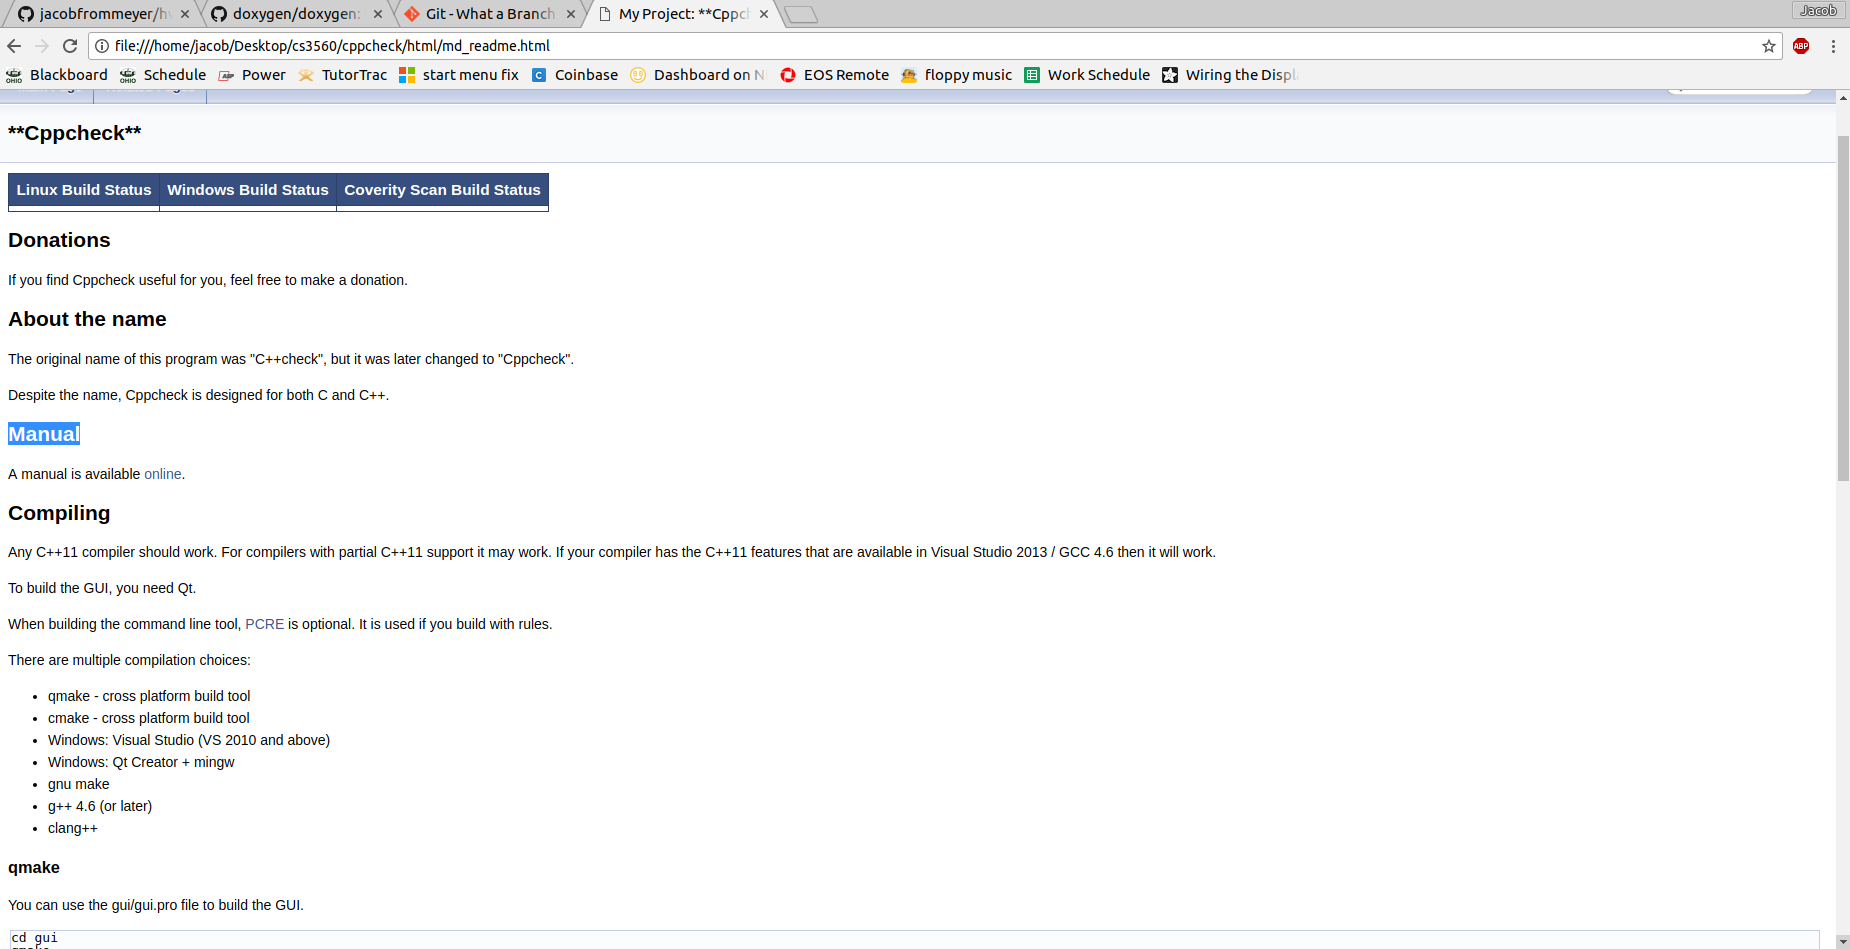 jacobfrommeyer/h
doxygen/doxygen:
Git - What a Branch
My Project: **Cppch
Jacob
file:///home/jacob/Desktop/cs3560/cppcheck/html/md_readme.html
ABP
Blackboard
Schedule
Power
TutorTrac
start menu fix
Coinbase
Dashboard on N
EOS Remote
floppy music
Work Schedule
Wiring the Displa
**Cppcheck**
Linux Build Status Windows Build Status Coverity Scan Build Status
Donations
If you find Cppcheck useful for you, feel free to make a donation.
About the name
The original name of this program was "C++check", but it was later changed to "Cppcheck".
Despite the name, Cppcheck is designed for both C and C++.
Manual
A manual is available online.
Compiling
Any C++11 compiler should work. For compilers with partial C++11 support it may work. If your compiler has the C++11 features that are available in Visual Studio 2013 / GCC 4.6 then it will work.
To build the GUI, you need Qt.
When building the command line tool, PCRE is optional. It is used if you build with rules.
There are multiple compilation choices:
• qmake - cross platform build tool
• cmake - cross platform build tool
• Windows: Visual Studio (VS 2010 and above)
• Windows: Qt Creator + mingw
• gnu make
• g++ 4.6 (or later)
• clang++
qmake
You can use the gui/gui.pro file to build the GUI.
cd gui